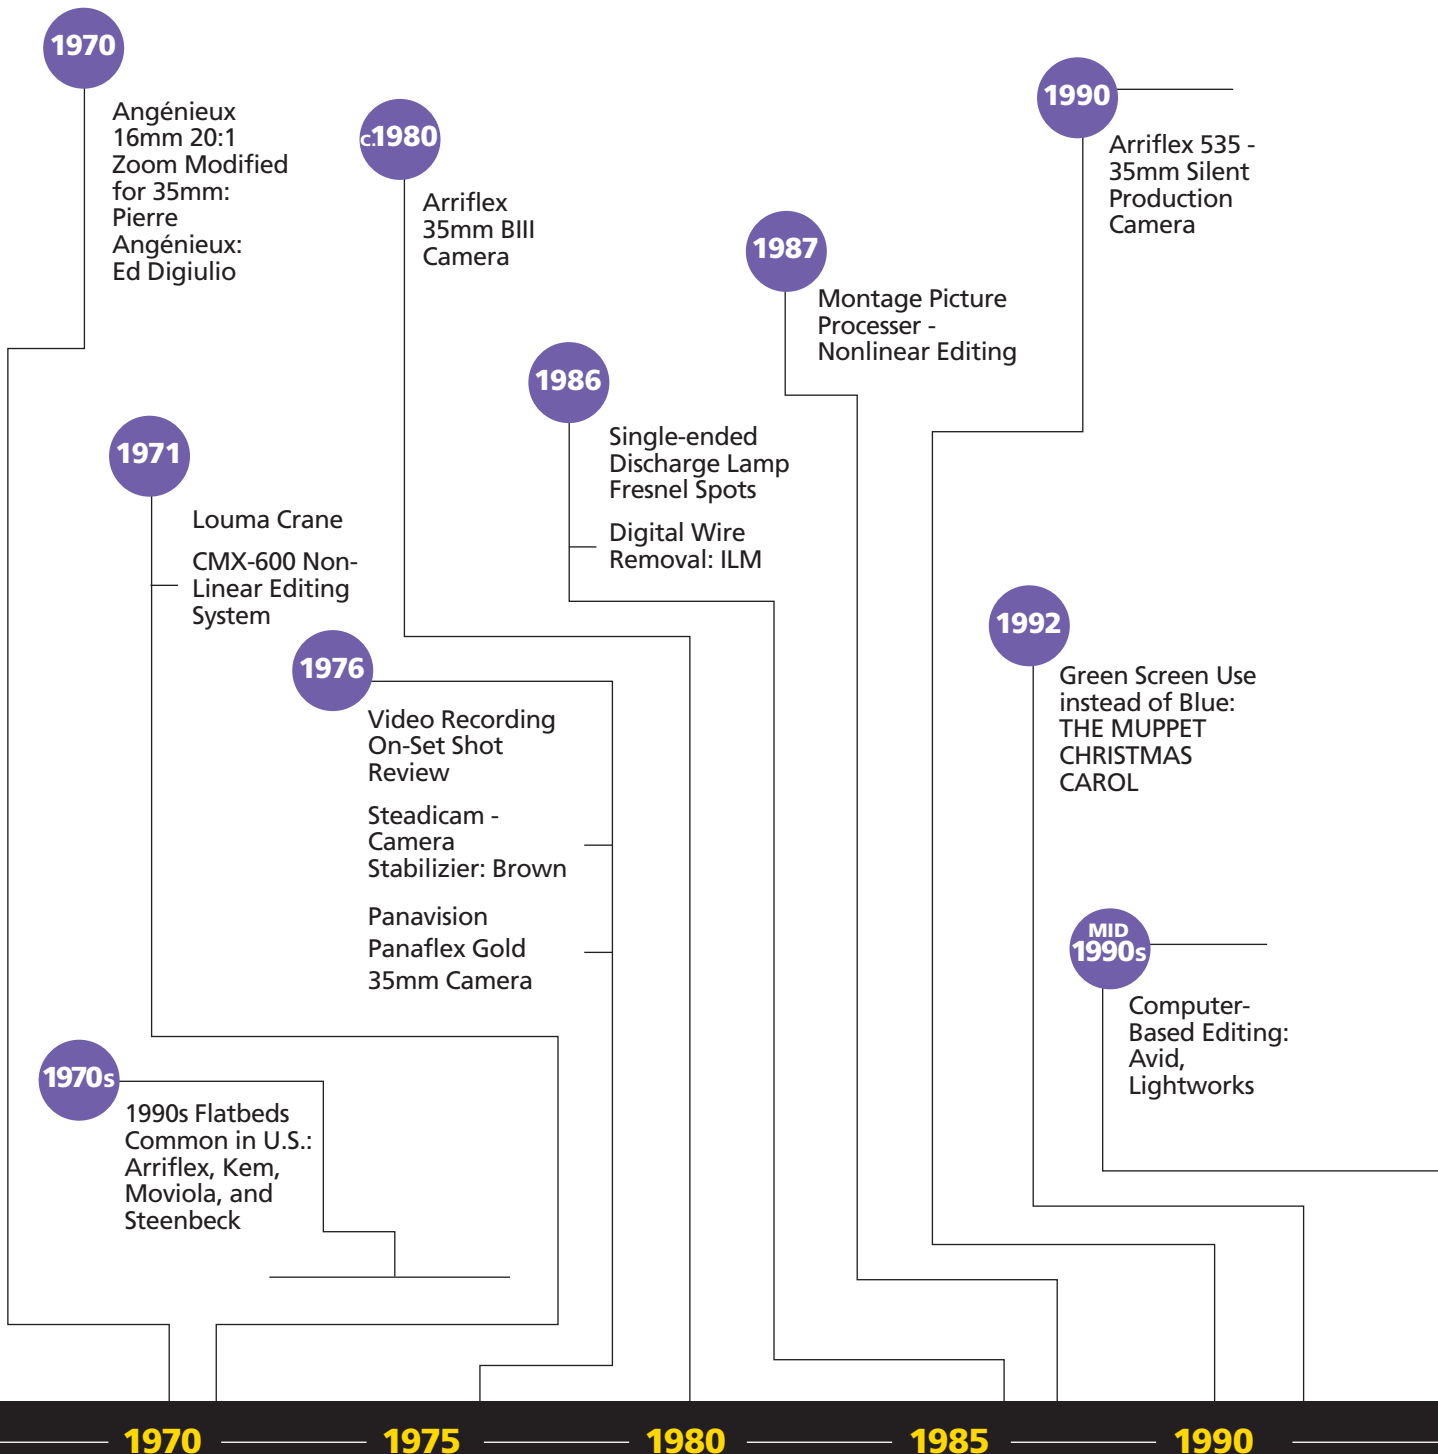 1970
Angénieux
16mm 20:1
Zoom Modified
for 35mm:
Pierre
Angénieux:
Ed Digiulio
1971
Louma Crane
CMX-600 Non-
Linear Editing
System
1970s
1990s Flatbeds
Common in U.S.:
Arriflex, Kem,
Moviola, and
Steenbeck
1976
Video Recording
On-Set Shot
Review
Steadicam -
Camera
Stabilizier: Brown
Panavision
Panaflex Gold
35mm Camera
c.1980
Arriflex
35mm BIII
Camera
1986
Single-ended
Discharge Lamp
Fresnel Spots
Digital Wire
Removal: ILM
1987
Montage Picture
Processer -
Nonlinear Editing
1990
Arriflex 535 -
35mm Silent
Production
Camera
1992
Green Screen Use
instead of Blue:
THE MUPPET
CHRISTMAS
CAROL
MID
1990s
Computer-
Based Editing:
Avid,
Lightworks
1970 1975 1980 1985 1990